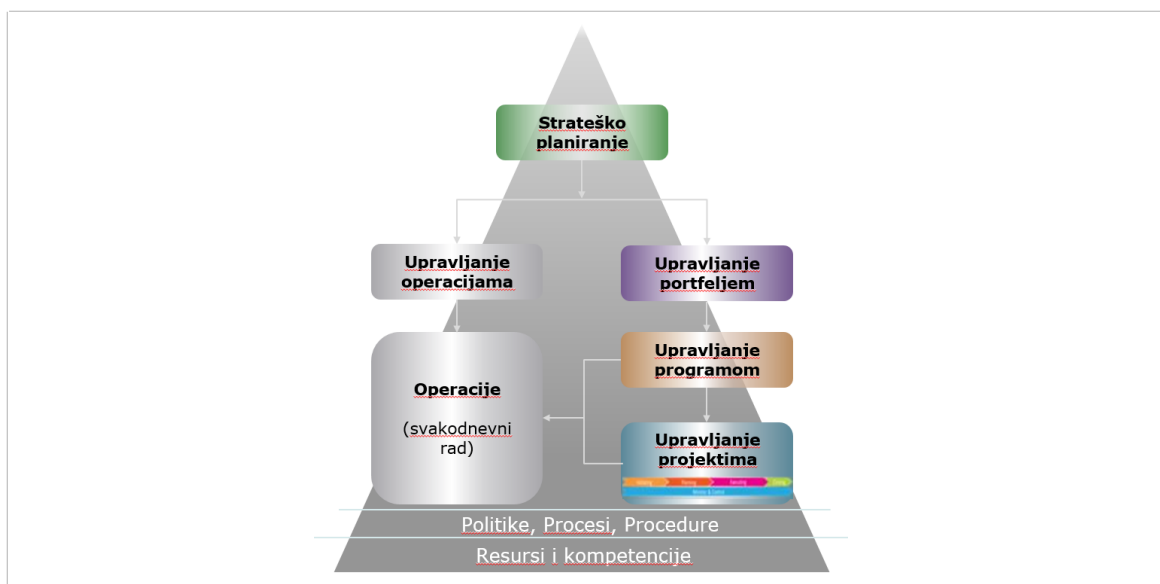 Strateško
planiranje
Upravljanje
operacijama
Upravljanje
portfeljem
Upravljanje
programom
Operacije
(svakodnevni
rad)
Upravljanje
projektima
Politike, Procesi, Procedure
Resursi i kompetencije